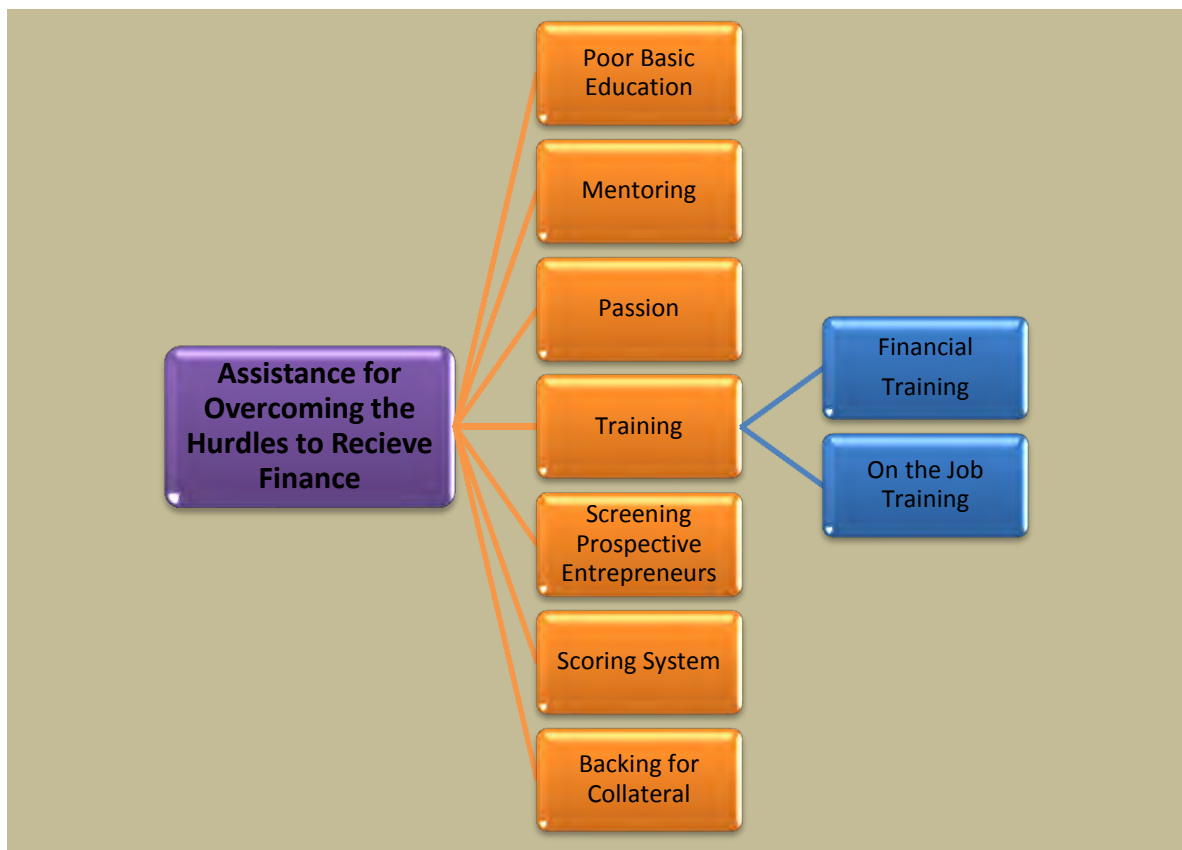 Poor Basic
Education
Mentoring
Passion
Financial
Training
Assistance for
Overcoming the
Hurdles to Recieve
Finance
Training
On the Job
Training
Screening
Prospective
Entrepreneurs
Scoring System
Backing for
Collateral